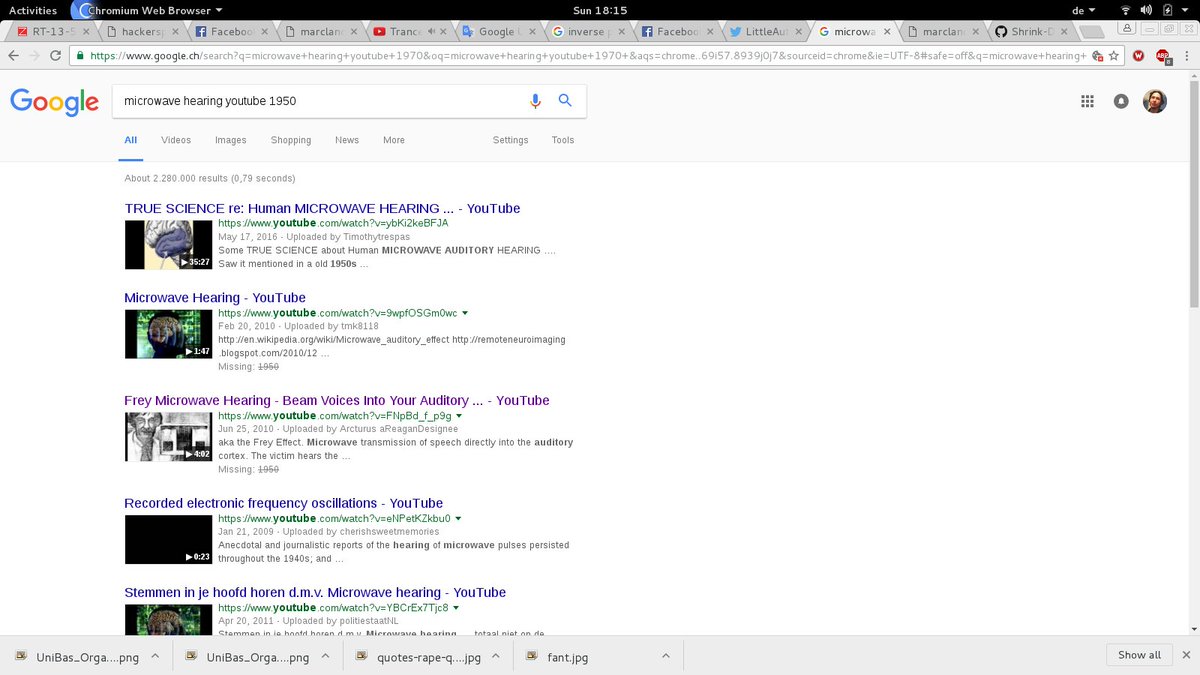 Activities Chromium Web Browser Sun 18:15 de
RT-13-5 hackersp Facebook marcland Trance Google inverse p Facebook LittleAut microwa marclanc Shrink-D
https://www.google.ch/search?q=microwave+hearing+youtube+1970&oq=microwave+hearing+youtube+1970+&aqs=chrome..69i57.8939j0j7&sourceid=chrome&ie=UTF-8#safe=off&q=microwave+hearing+
Google microwave hearing youtube 1950
All Videos Images Shopping News More Settings Tools
About 2.280.000 results (0,79 seconds)
TRUE SCIENCE re: Human MICROWAVE HEARING ... - YouTube
https://www.youtube.com/watch?v=ybKi2keBFJA
May 17, 2016 - Uploaded by Timothytrespas
Some TRUE SCIENCE about Human MICROWAVE AUDITORY HEARING ....
Saw it mentioned in a old 1950s ...
35:27
Microwave Hearing - YouTube
https://www.youtube.com/watch?v=9wpfOSGm0wc
Feb 20, 2010 - Uploaded by tmk8118
http://en.wikipedia.org/wiki/Microwave_auditory_effect http://remoteneuroimaging
.blogspot.com/2010/12 ...
1:47
Missing: 1950
Frey Microwave Hearing - Beam Voices Into Your Auditory ... - YouTube
https://www.youtube.com/watch?v=FNpBd_f_p9g
Jun 25, 2010 - Uploaded by Arcturus aReaganDesignee
aka the Frey Effect. Microwave transmission of speech directly into the auditory
cortex. The victim hears the ...
4:02
Missing: 1950
Recorded electronic frequency oscillations - YouTube
https://www.youtube.com/watch?v=eNPetKZkbu0
Jan 21, 2009 - Uploaded by cherishsweetmemories
Anecdotal and journalistic reports of the hearing of microwave pulses persisted
throughout the 1940s; and ...
0:23
Stemmen in je hoofd horen d.m.v. Microwave hearing - YouTube
https://www.youtube.com/watch?v=YBCrEx7Tjc8
Apr 20, 2011 - Uploaded by politiestaatNL
Stemmen in je hoofd horen d.m.v. Microwave hearing ... totaal niet op de
UniBas_Orga....png UniBas_Orga....png quotes-rape-q....jpg fant.jpg Show all